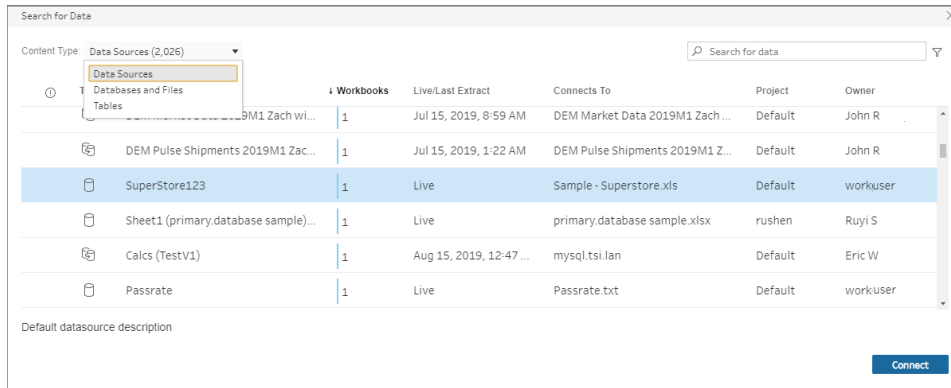 Search for Data
Content Type: Data Sources (2,026)
Search for data
Data Sources
Databases and Files
Tables
↓ Workbooks Live/Last Extract Connects To Project Owner
1 Jul 15, 2019, 8:59 AM DEM Market Data 2019M1 Zach ... Default John R
DEM Pulse Shipments 2019M1 Zac... 1 Jul 15, 2019, 1:22 AM DEM Pulse Shipments 2019M1 Z... Default John R
SuperStore123 1 Live Sample - Superstore.xls Default workuser
Sheet1 (primary.database sample)... 1 Live primary.database sample.xlsx rushen Ruyi S
Calcs (TestV1) 1 Aug 15, 2019, 12:47 ... mysql.tsi.lan Default Eric W
Passrate 1 Live Passrate.txt Default workuser
Default datasource description
Connect